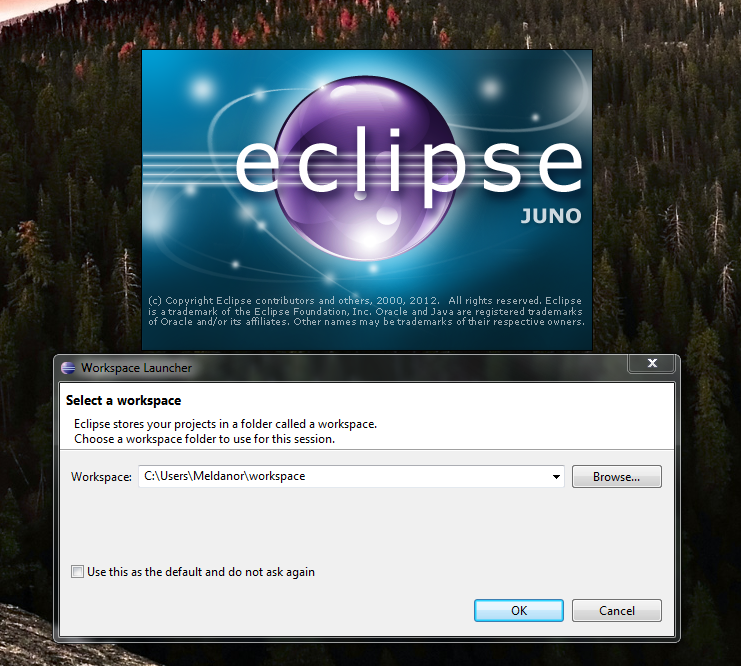 eclipse
JUNO
(c) Copyright Eclipse contributors and others, 2000, 2012. All rights reserved. Eclipse
is a trademark of the Eclipse Foundation, Inc. Oracle and Java are registered trademarks
of Oracle and/or its affiliates. Other names may be trademarks of their respective owners.
Workspace Launcher
Select a workspace
Eclipse stores your projects in a folder called a workspace.
Choose a workspace folder to use for this session.
Workspace: C:\Users\Meldanor\workspace Browse...
Use this as the default and do not ask again
OK Cancel